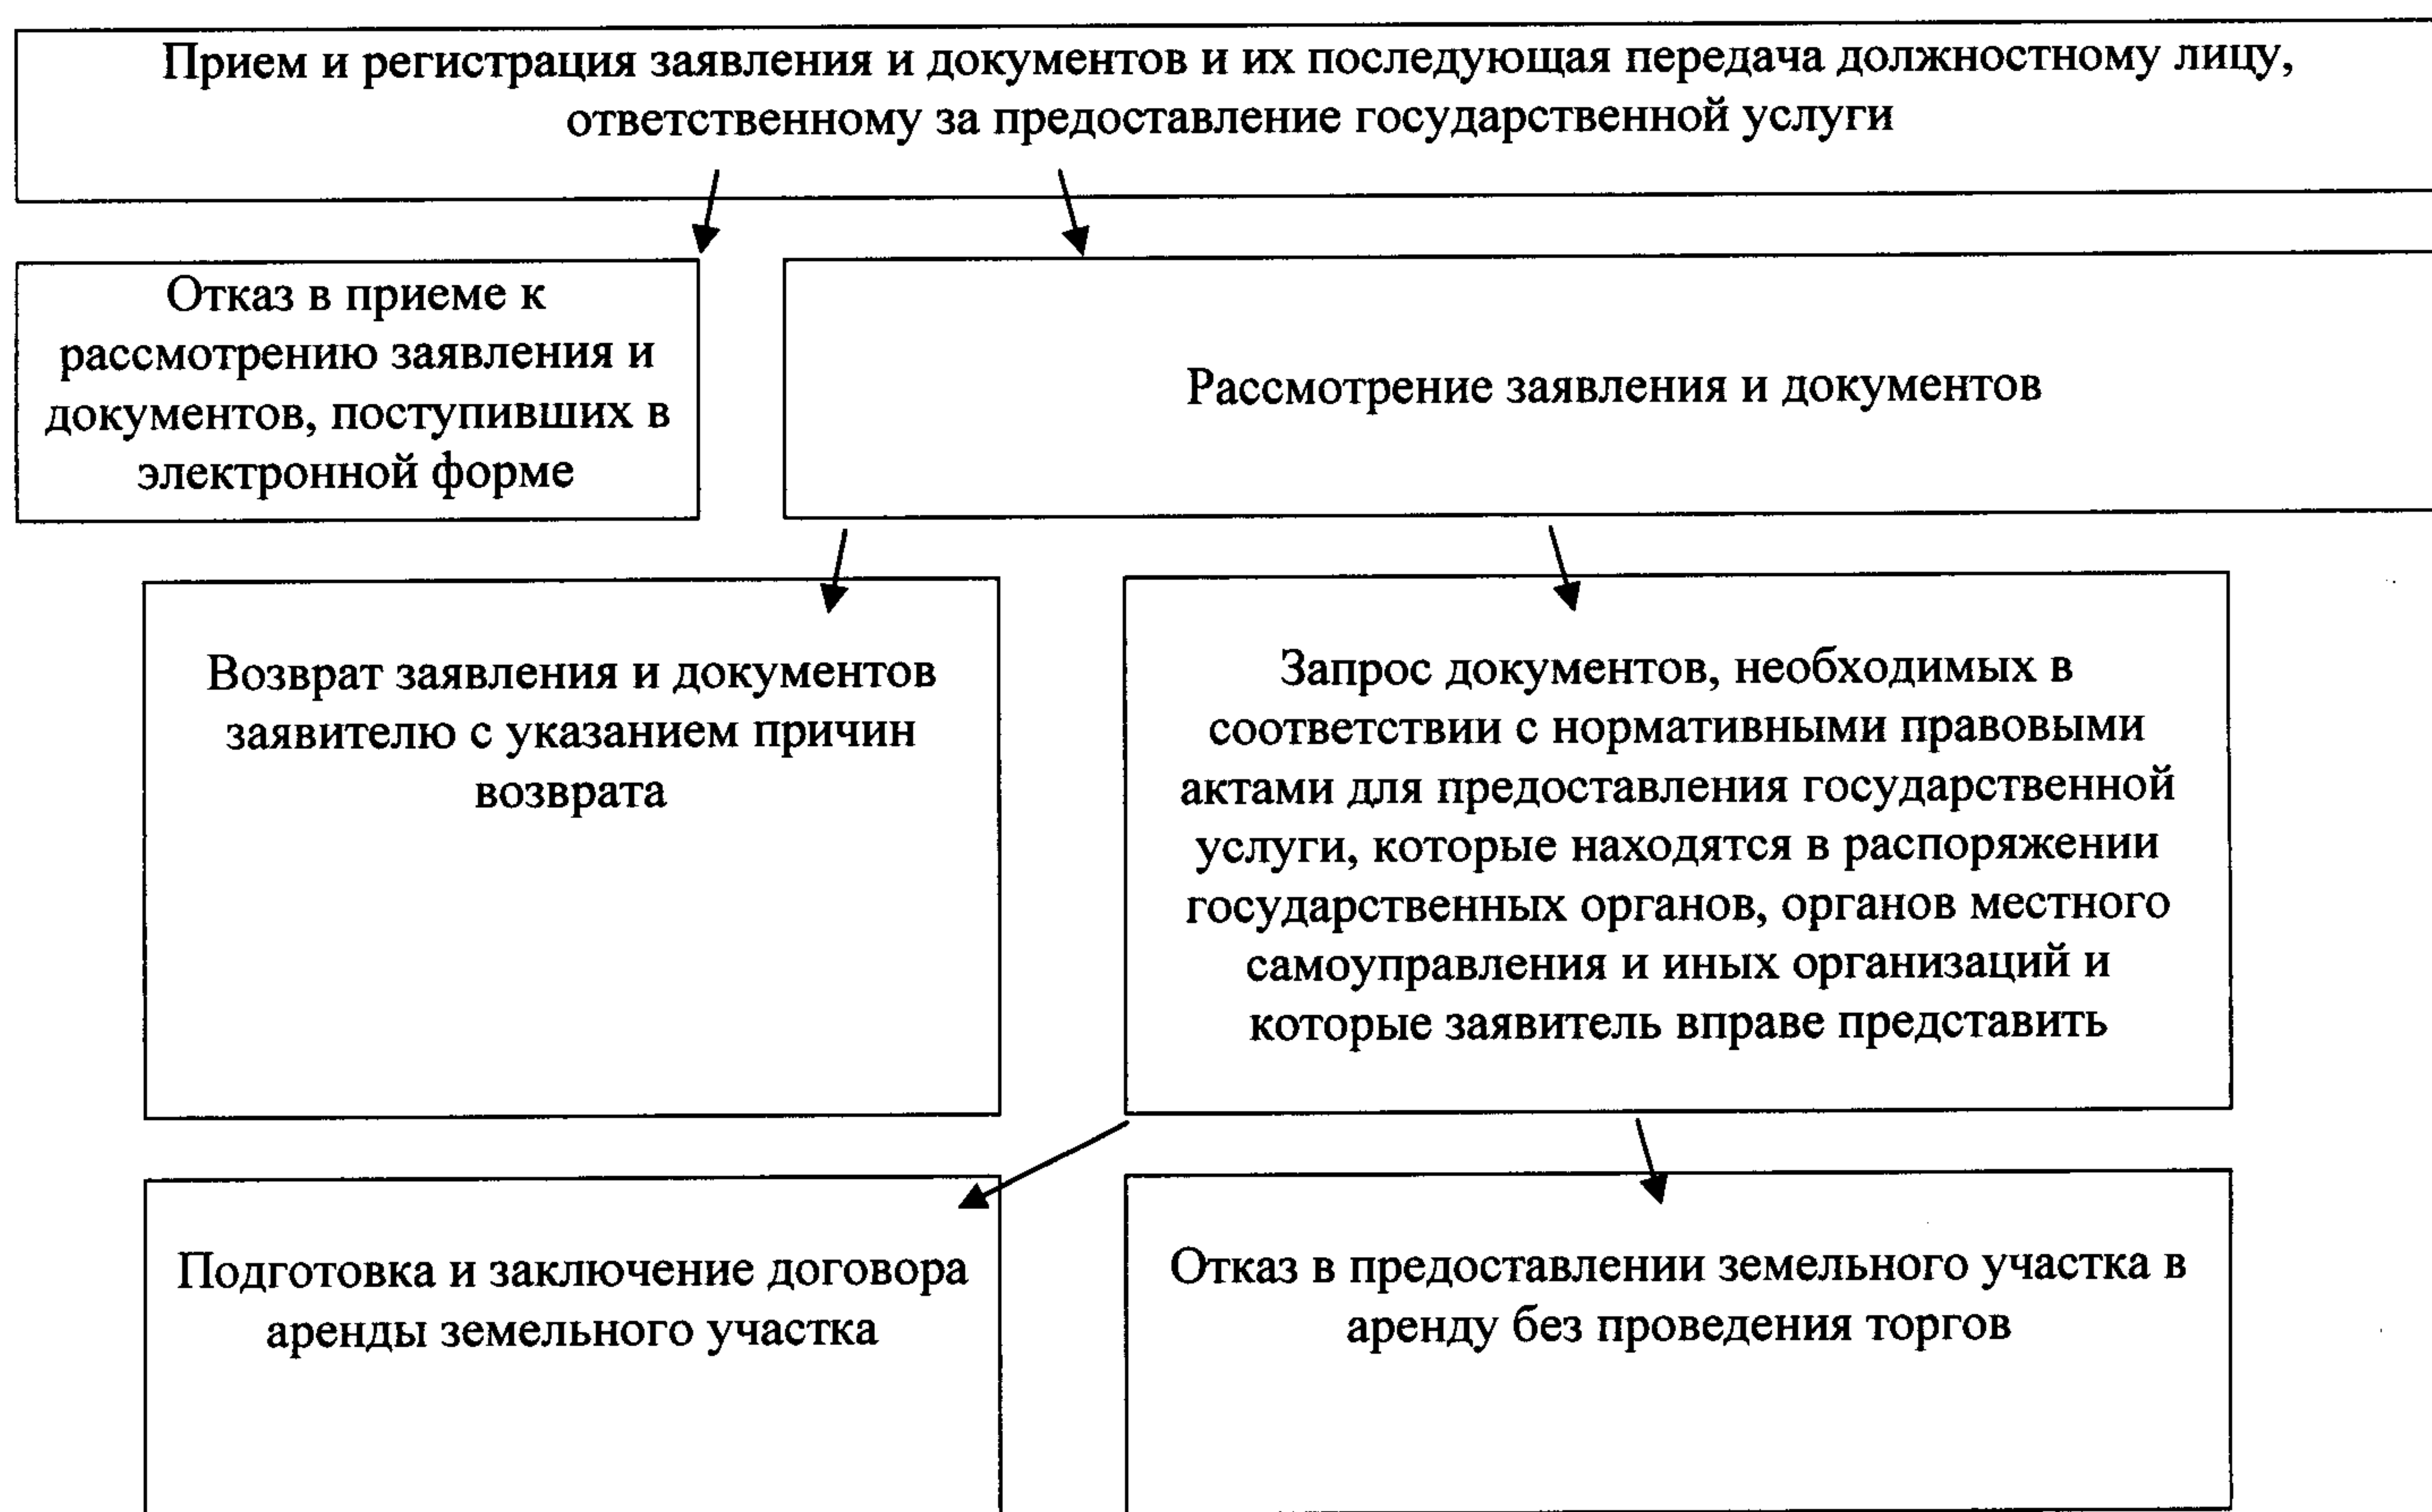 Прием и регистрация заявления и документов и их последующая передача должностному лицу,
ответственному за предоставление государственной услуги
Отказ в приеме к
рассмотрению заявления и
документов, поступивших в
электронной форме
Рассмотрение заявления и документов
Возврат заявления и документов
заявителю с указанием причин
возврата
Запрос документов, необходимых в
соответствии с нормативными правовыми
актами для предоставления государственной
услуги, которые находятся в распоряжении
государственных органов, органов местного
самоуправления и иных организаций и
которые заявитель вправе представить
Подготовка и заключение договора
аренды земельного участка
Отказ в предоставлении земельного участка в
аренду без проведения торгов